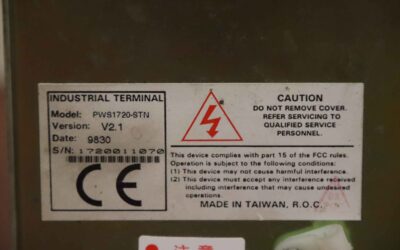 INDUSTRIAL TERMINAL
Model: PWS1720-STN
Version: V2.1
Date: 9830
S/N: 1720011070
CE
CAUTION
DO NOT REMOVE COVER.
REFER SERVICING TO
QUALIFIED SERVICE
PERSONNEL.
This device complies with part 15 of the FCC rules.
Operation is subject to the following conditions:
(1) This device may not cause harmful interference.
(2) This device must accept any interference received
including interference that may cause undesired
operations.
MADE IN TAIWAN, R.O.C.
注意